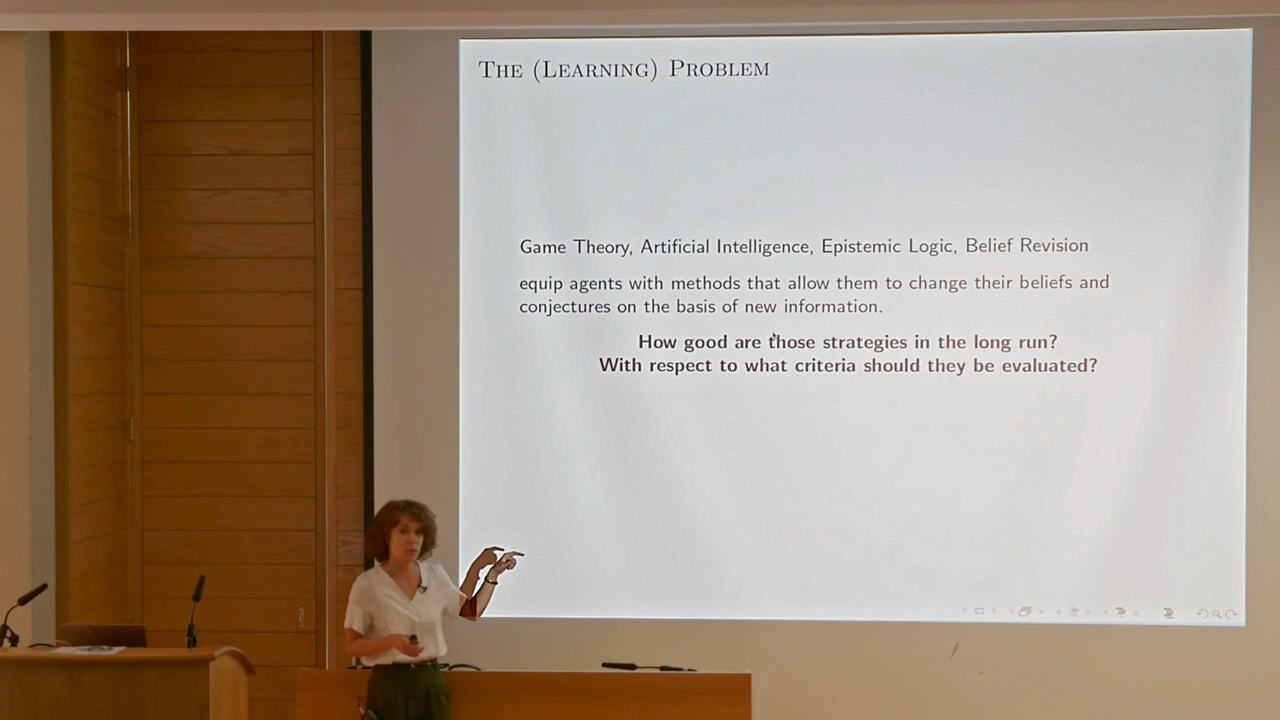 The (Learning) Problem
Game Theory, Artificial Intelligence, Epistemic Logic, Belief Revision
equip agents with methods that allow them to change their beliefs and
conjectures on the basis of new information.
How good are those strategies in the long run?
With respect to what criteria should they be evaluated?